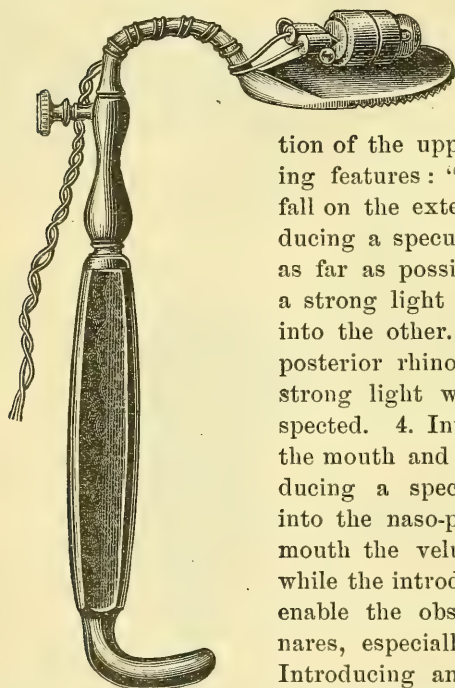 tion of the upp
ing features: "
fall on the exte
ducing a specu
as far as possi
a strong light
into the other.
posterior rhino
strong light w
spected. 4. In
the mouth and
ducing a spec
into the naso-p
mouth the velu
while the introd
enable the obs
nares, especiall
Introducing an